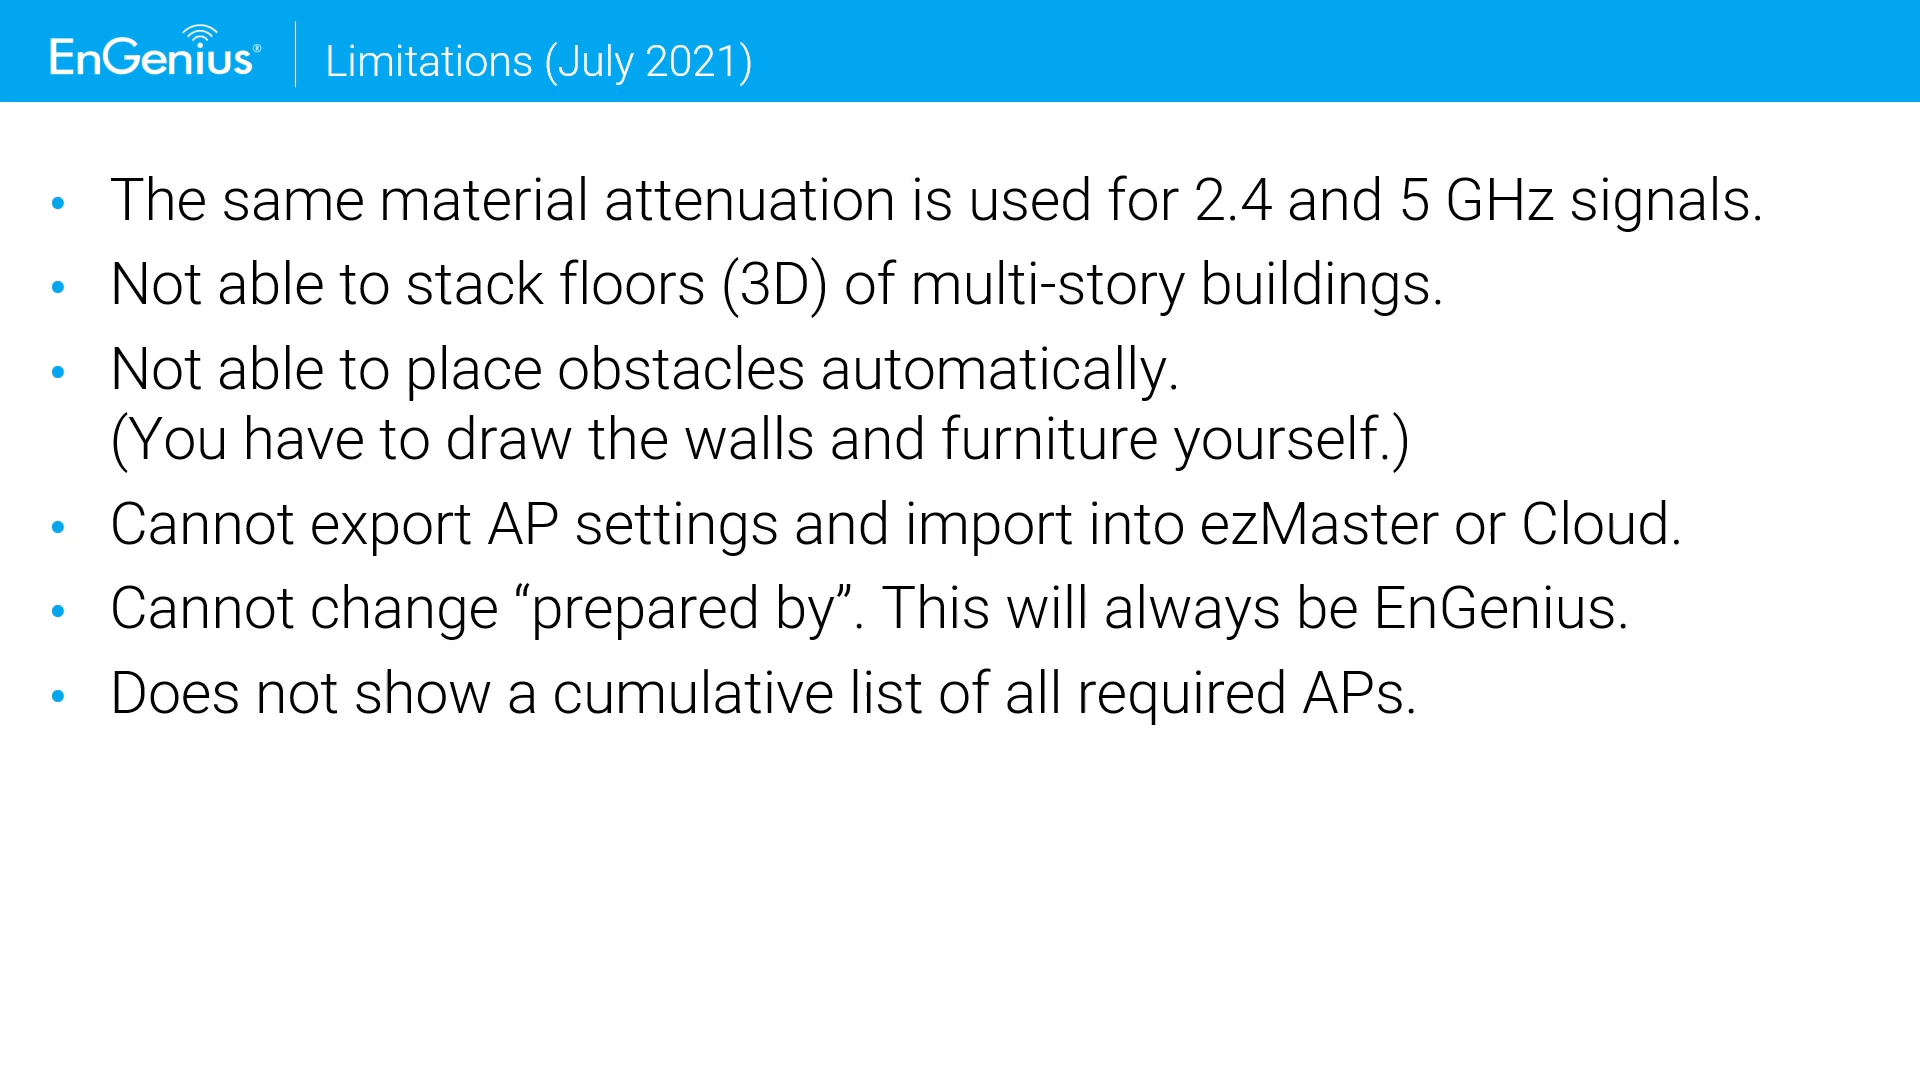 EnGenius®
Limitations (July 2021)
• The same material attenuation is used for 2.4 and 5 GHz signals.
• Not able to stack floors (3D) of multi-story buildings.
• Not able to place obstacles automatically.
(You have to draw the walls and furniture yourself.)
• Cannot export AP settings and import into ezMaster or Cloud.
• Cannot change “prepared by”. This will always be EnGenius.
• Does not show a cumulative list of all required APs.